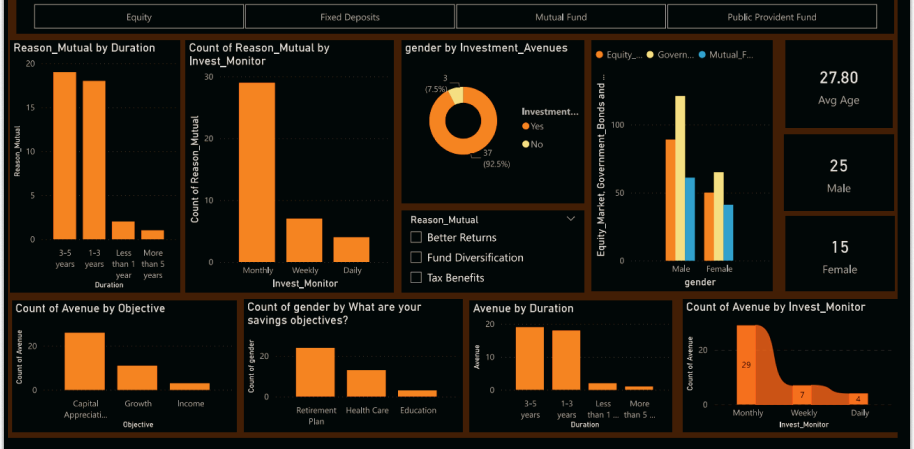 Equity
Fixed Deposits
Mutual Fund
Public Provident Fund
Reason_Mutual by Duration
20
15
10
5
0
Reason_Mutual
3-5
years
1-3
years
Less
than 1
year
More
than 5
years
Duration
Count of Reason_Mutual by
Invest_Monitor
30
20
10
0
Count of Reason_Mutual
Monthly
Weekly
Daily
Invest_Monitor
gender by Investment_Avenues
3
(7.5%)
37
(92.5%)
Investment...
Yes
No
Reason_Mutual
Better Returns
Fund Diversification
Tax Benefits
Equity_...
Govern...
Mutual_F...
100
50
0
Equity_Market, Government_Bonds and ...
Male
Female
gender
27.80
Avg Age
25
Male
15
Female
Count of Avenue by Objective
20
0
Count of Avenue
Capital
Appreciati...
Growth
Income
Objective
Count of gender by What are your
savings objectives?
20
0
Count of gender
Retirement
Plan
Health Care
Education
Avenue by Duration
20
10
0
Avenue
3-5
years
1-3
years
Less
than 1 ...
More
than 5 ...
Duration
Count of Avenue by Invest_Monitor
20
0
Count of Avenue
29
7
4
Monthly
Weekly
Daily
Invest_Monitor